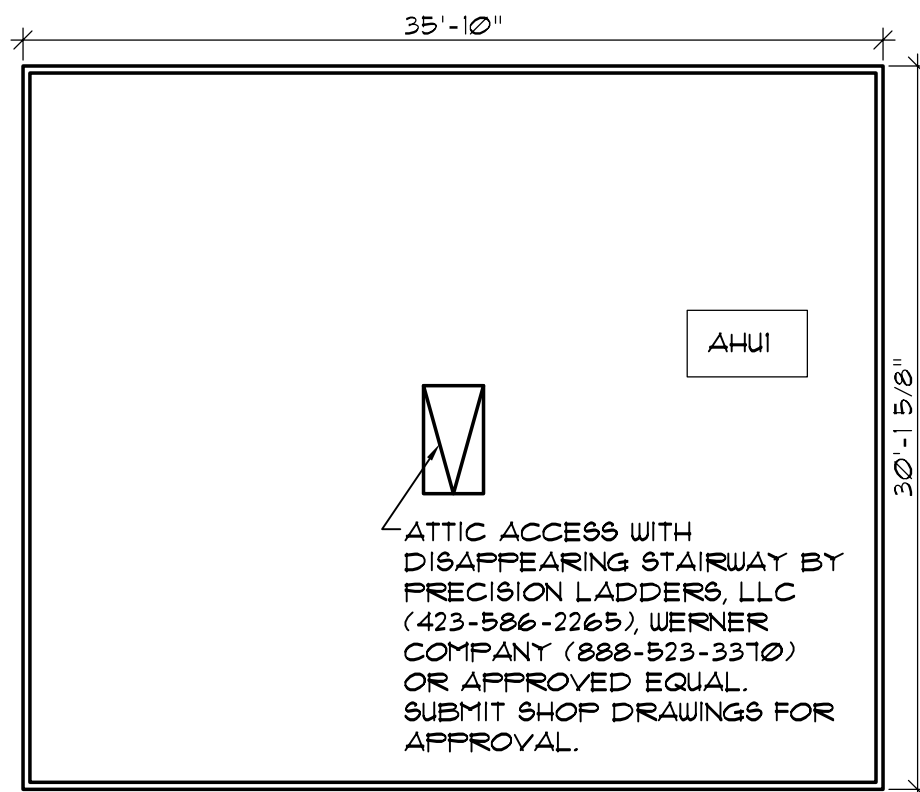 35'-10"
AHU1
30'-1 5/8"
ATTIC ACCESS WITH
DISAPPEARING STAIRWAY BY
PRECISION LADDERS, LLC
(423-586-2265), WERNER
COMPANY (888-523-3370)
OR APPROVED EQUAL.
SUBMIT SHOP DRAWINGS FOR
APPROVAL.